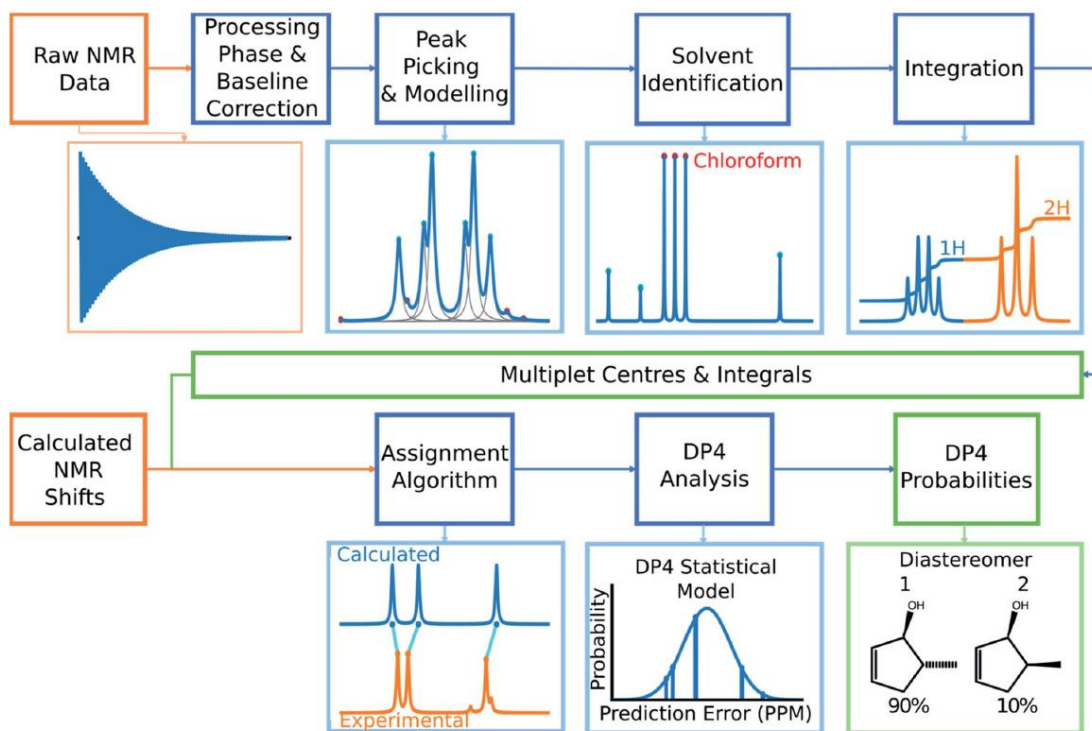 Raw NMR
Data
Processing
Phase &
Baseline
Correction
Peak
Picking
& Modelling
Solvent
Identification
Integration
Chloroform
1H
2H
Multiplet Centres & Integrals
Calculated
NMR
Shifts
Assignment
Algorithm
DP4
Analysis
DP4
Probabilities
Calculated
Experimental
DP4 Statistical
Model
Probability
Prediction Error (PPM)
Diastereomer
1 2
OH OH
90% 10%